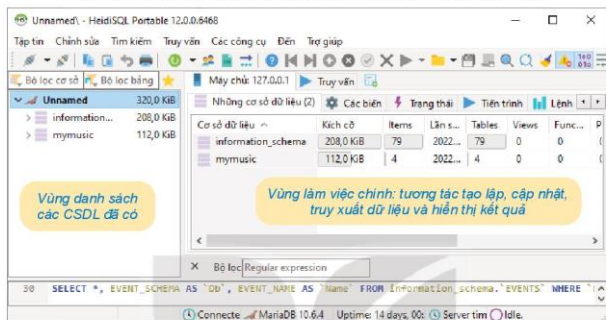 Unnamed\ - HeidiSQL Portable 12.0.0.6468
Tập tin Chỉnh sửa Tìm kiếm Truy vấn Các công cụ Đến Trợ giúp
Bộ lọc cơ sở Bộ lọc bảng
Máy chủ: 127.0.0.1 Truy vấn
Unnamed 320,0 KiB
information... 208,0 KiB
mymusic 112,0 KiB
Vùng danh sách
các CSDL đã có
Những cơ sở dữ liệu (2) Các biến Trạng thái Tiến trình Lệnh
Cơ sở dữ liệu Kích cỡ Items Lần s... Tables Views Func... P
information_schema 208,0 KiB 79 2022... 79 0 0
mymusic 112,0 KiB 4 2022... 4 0 0
Vùng làm việc chính: tương tác tạo lập, cập nhật,
truy xuất dữ liệu và hiển thị kết quả
× Bộ lọc Regular expression
30 SELECT *, EVENT_SCHEMA AS `Db`, EVENT_NAME AS `Name` FROM information_schema.`EVENTS` WHERE
Connecte MariaDB 10.6.4 Uptime: 14 days, 00: Server tim Idle.